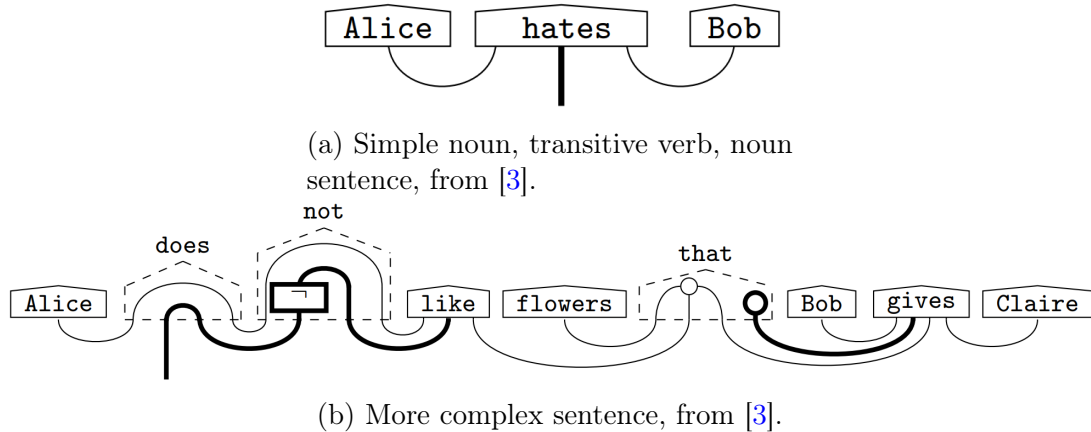 Alice hates Bob
(a) Simple noun, transitive verb, noun
sentence, from [3].
not
does that
Alice ¬ like flowers Bob gives Claire
(b) More complex sentence, from [3].